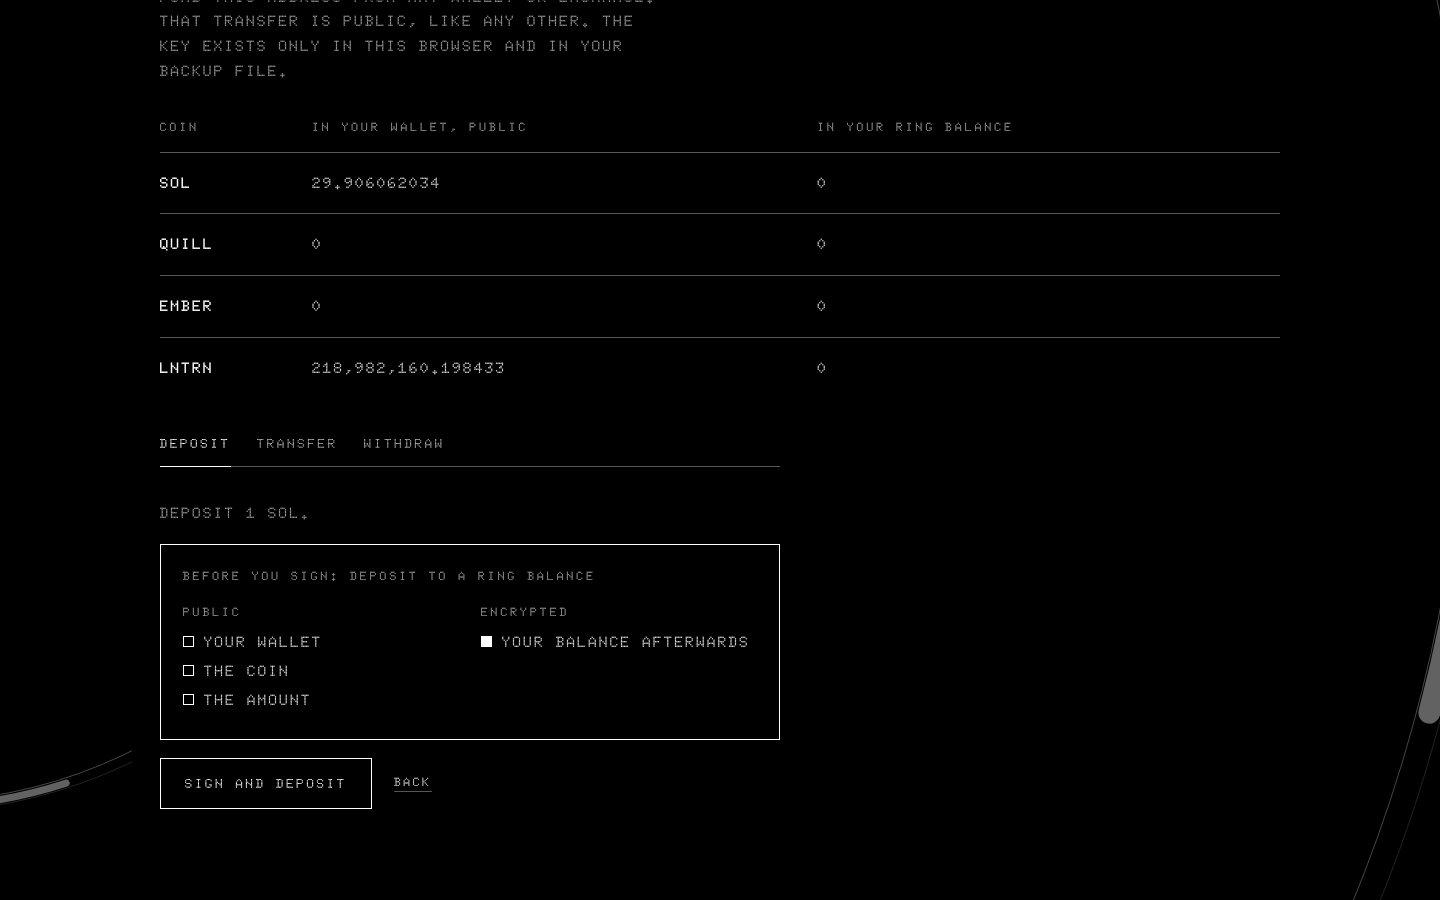 THAT TRANSFER IS PUBLIC, LIKE ANY OTHER. THE
KEY EXISTS ONLY IN THIS BROWSER AND IN YOUR
BACKUP FILE.
COIN IN YOUR WALLET, PUBLIC IN YOUR RING BALANCE
SOL 29.906062034 0
QUILL 0 0
EMBER 0 0
LNTRN 218,982,160.198433 0
DEPOSIT TRANSFER WITHDRAW
DEPOSIT 1 SOL.
BEFORE YOU SIGN: DEPOSIT TO A RING BALANCE
PUBLIC ENCRYPTED
YOUR WALLET YOUR BALANCE AFTERWARDS
THE COIN
THE AMOUNT
SIGN AND DEPOSIT BACK